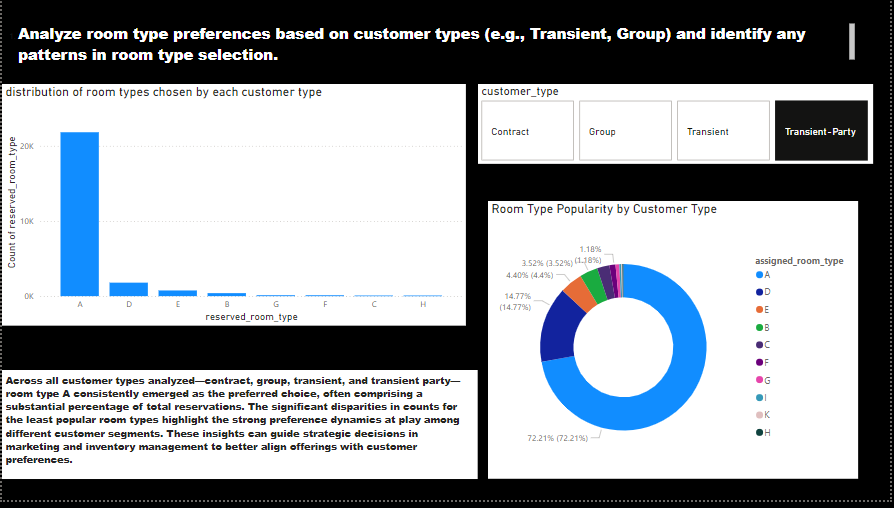 Analyze room type preferences based on customer types (e.g., Transient, Group) and identify any
patterns in room type selection.
distribution of room types chosen by each customer type
Count of reserved_room_type
20K
10K
0K
A D E B G F C H
reserved_room_type
customer_type
Contract Group Transient Transient-Party
Room Type Popularity by Customer Type
1.18%
(1.18%)
3.52% (3.52%)
4.40% (4.4%)
14.77%
(14.77%)
72.21% (72.21%)
assigned_room_type
A
D
E
B
C
F
G
I
K
H
Across all customer types analyzed—contract, group, transient, and transient party—
room type A consistently emerged as the preferred choice, often comprising a
substantial percentage of total reservations. The significant disparities in counts for
the least popular room types highlight the strong preference dynamics at play among
different customer segments. These insights can guide strategic decisions in
marketing and inventory management to better align offerings with customer
preferences.